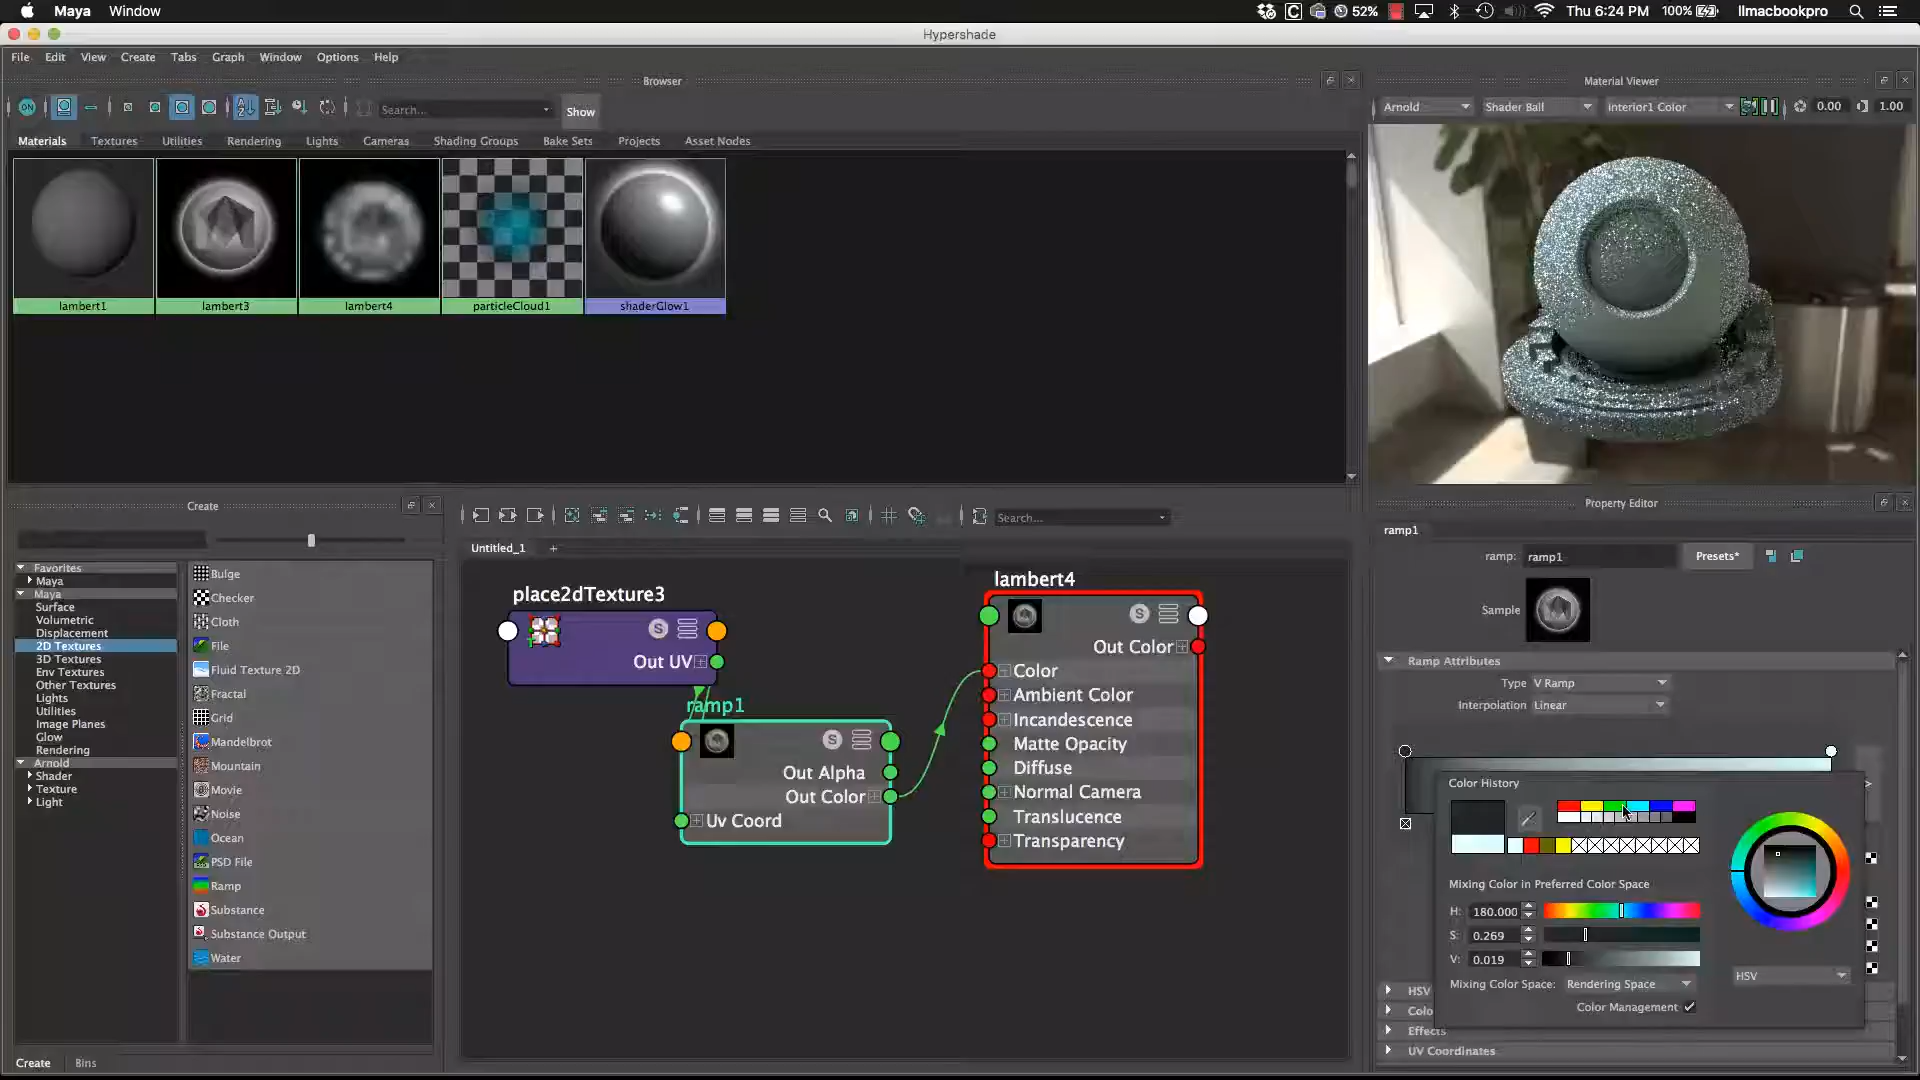 Maya Window 52% Thu 6:24 PM 100% llmacbookpro
Hypershade
File Edit View Create Tabs Graph Window Options Help
Browser
Material Viewer
ON Search... Show
Arnold Shader Ball Interior1 Color 0.00 1.00
Materials Textures Utilities Rendering Lights Cameras Shading Groups Bake Sets Projects Asset Nodes
lambert1 lambert3 lambert4 particleCloud1 shaderGlow1
Create
Property Editor
Search...
Untitled_1 +
ramp1
ramp: ramp1 Presets*
Sample
Favorites
Maya
Maya
Surface
Volumetric
Displacement
2D Textures
3D Textures
Env Textures
Other Textures
Lights
Utilities
Image Planes
Glow
Rendering
Arnold
Shader
Texture
Light
Bulge
Checker
Cloth
File
Fluid Texture 2D
Fractal
Grid
Mandelbrot
Mountain
Movie
Noise
Ocean
PSD File
Ramp
Substance
Substance Output
Water
Create Bins
place2dTexture3
S
Out UV
ramp1
S
Out Alpha
Out Color
Uv Coord
lambert4
S
Out Color
Color
Ambient Color
Incandescence
Matte Opacity
Diffuse
Normal Camera
Translucence
Transparency
Ramp Attributes
Type V Ramp
Interpolation Linear
Color History
Mixing Color in Preferred Color Space
H: 180.000
S: 0.269
V: 0.019
HSV
Mixing Color Space: Rendering Space
Color Management
HSV
Colo
Effects
UV Coordinates